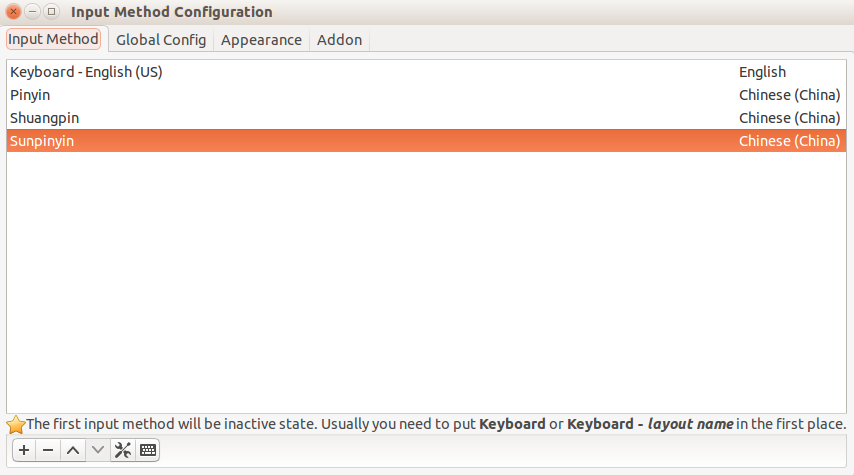 Input Method Configuration
Input Method Global Config Appearance Addon
Keyboard - English (US) English
Pinyin Chinese (China)
Shuangpin Chinese (China)
Sunpinyin Chinese (China)
The first input method will be inactive state. Usually you need to put Keyboard or Keyboard - layout name in the first place.